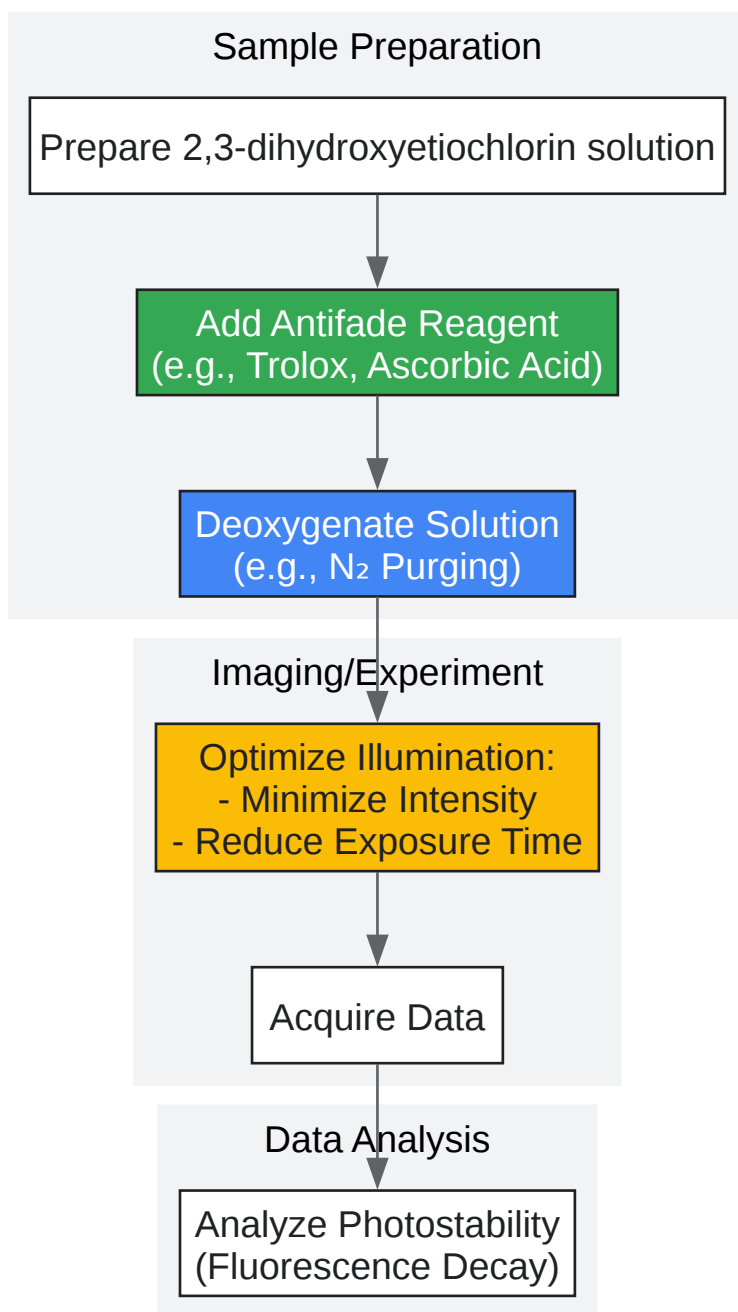 Sample Preparation
Prepare 2,3-dihydroxyetiochlorin solution
Add Antifade Reagent
(e.g., Trolox, Ascorbic Acid)
Deoxygenate Solution
(e.g., N₂ Purging)
Imaging/Experiment
Optimize Illumination:
- Minimize Intensity
- Reduce Exposure Time
Acquire Data
Data Analysis
Analyze Photostability
(Fluorescence Decay)